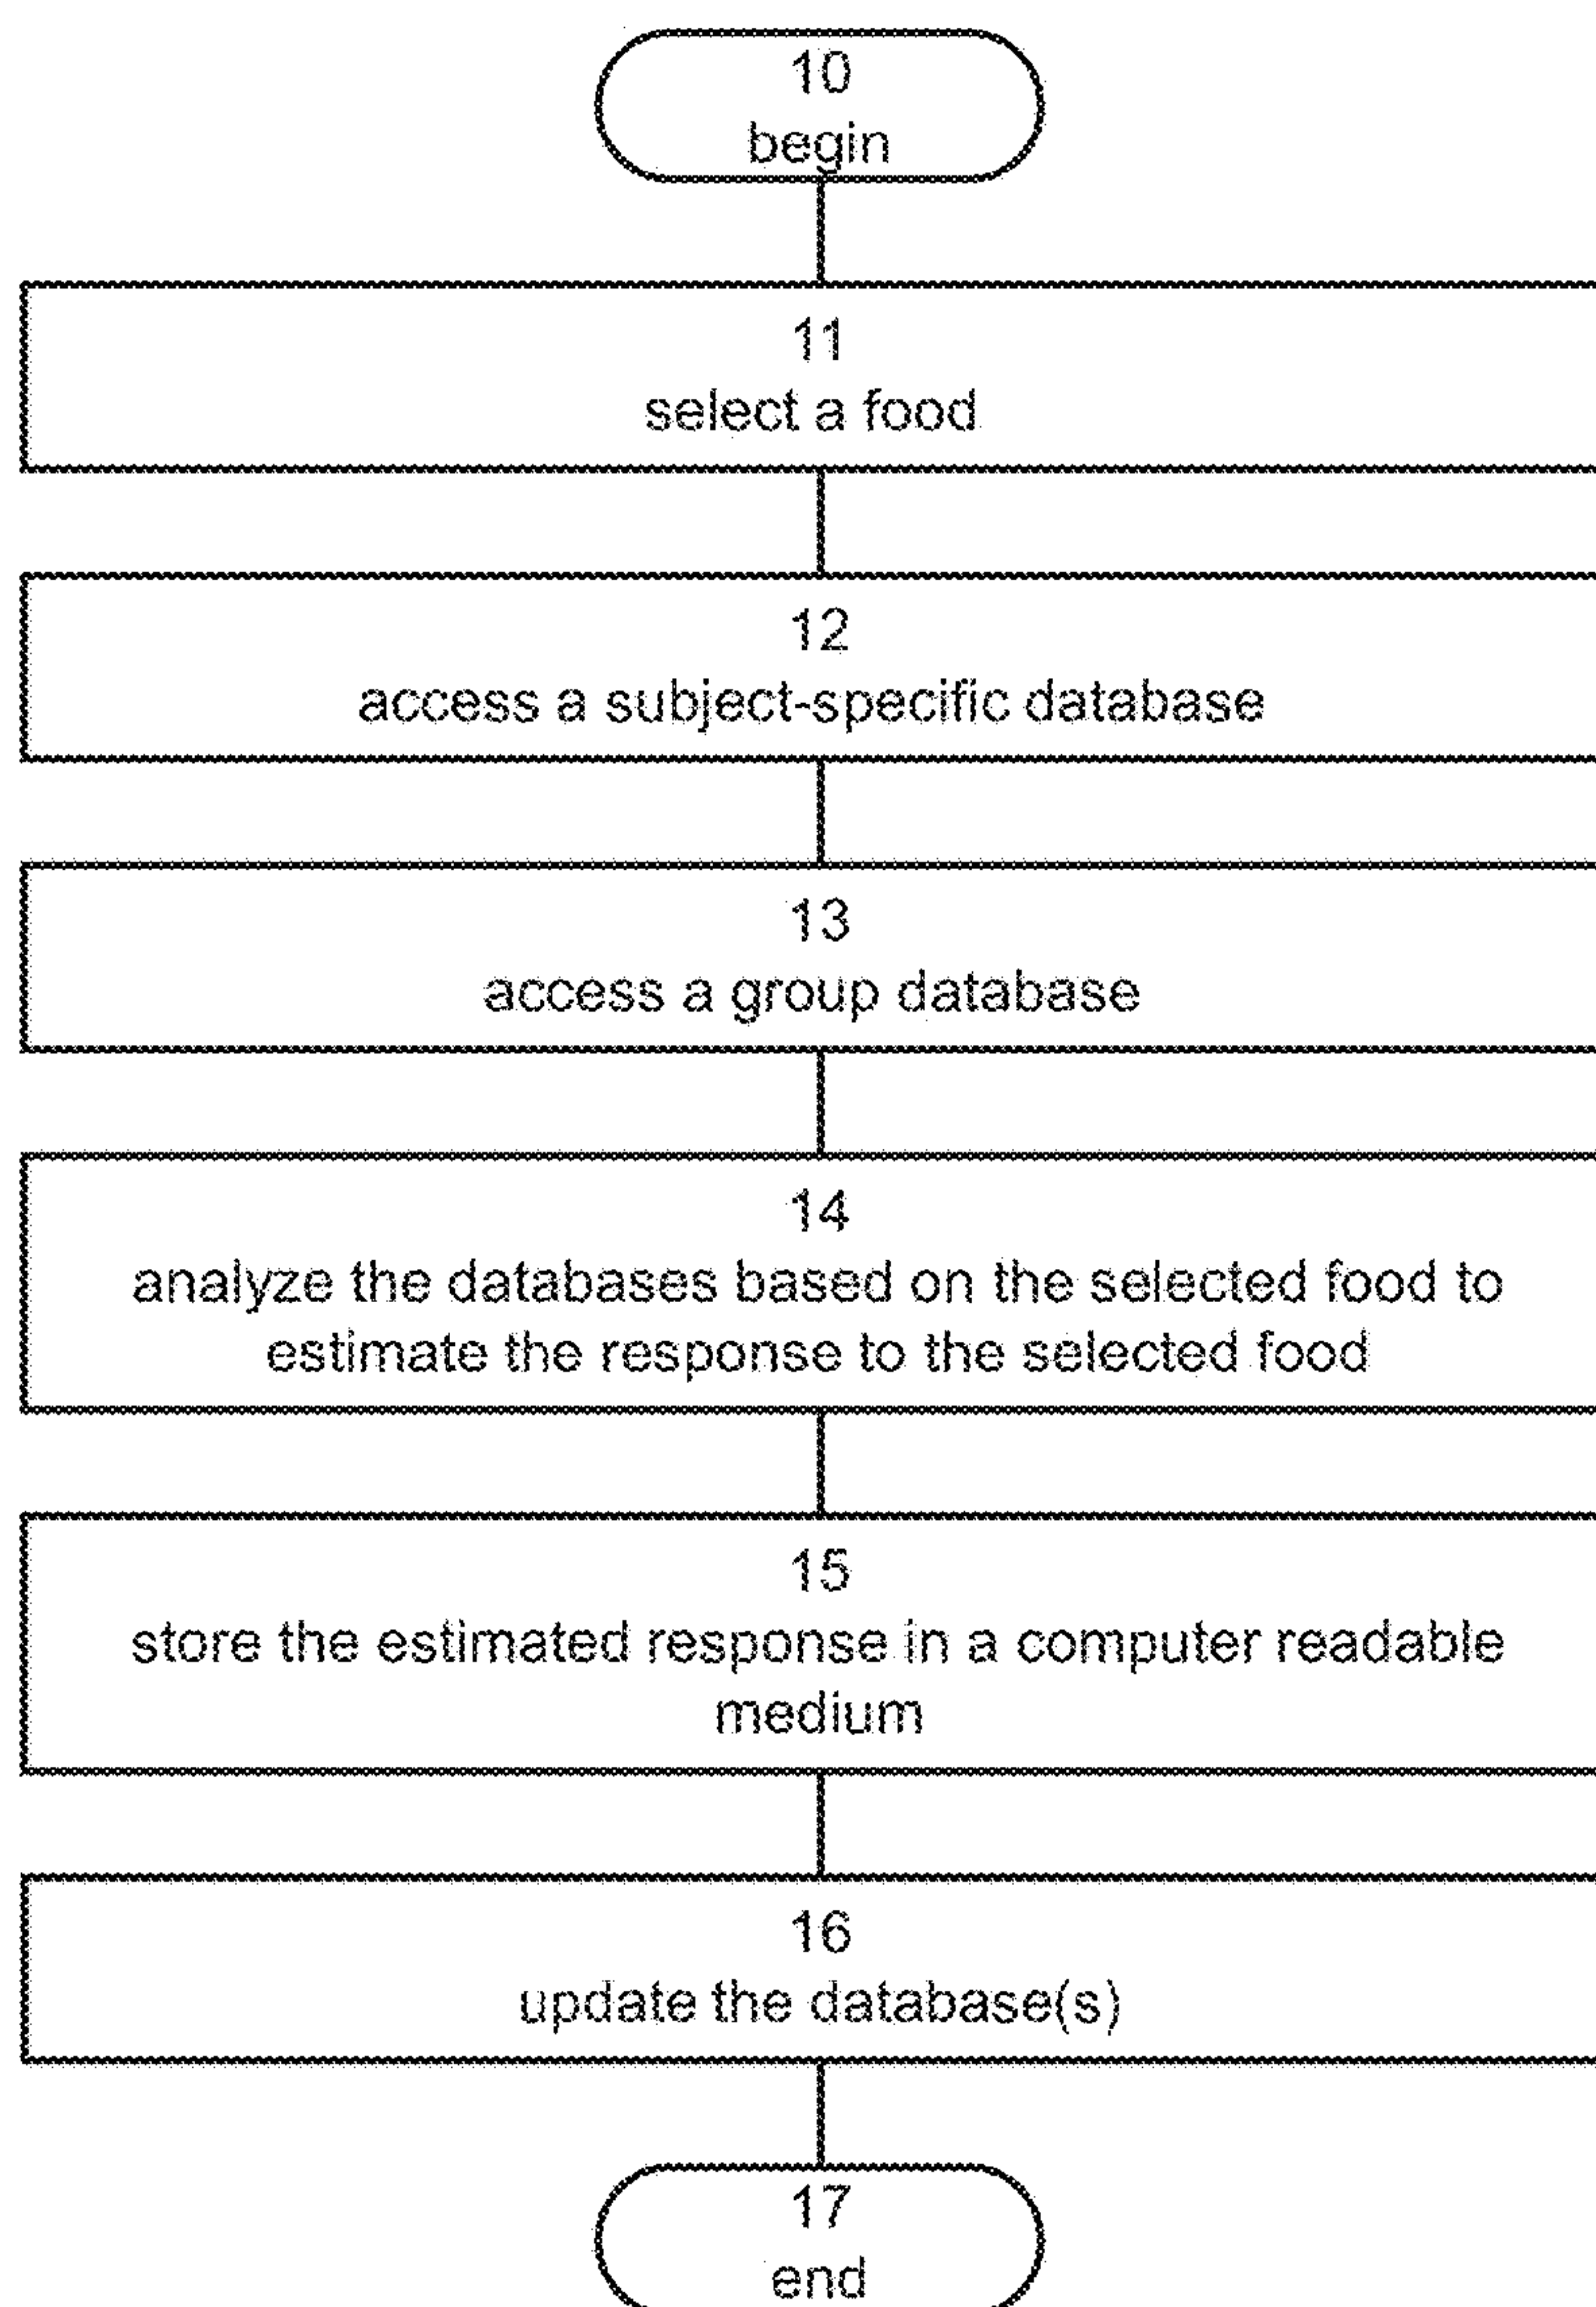 10
begin
11
select a food
12
access a subject-specific database
13
access a group database
14
analyze the databases based on the selected food to
estimate the response to the selected food
15
store the estimated response in a computer readable
medium
16
update the database(s)
17
end